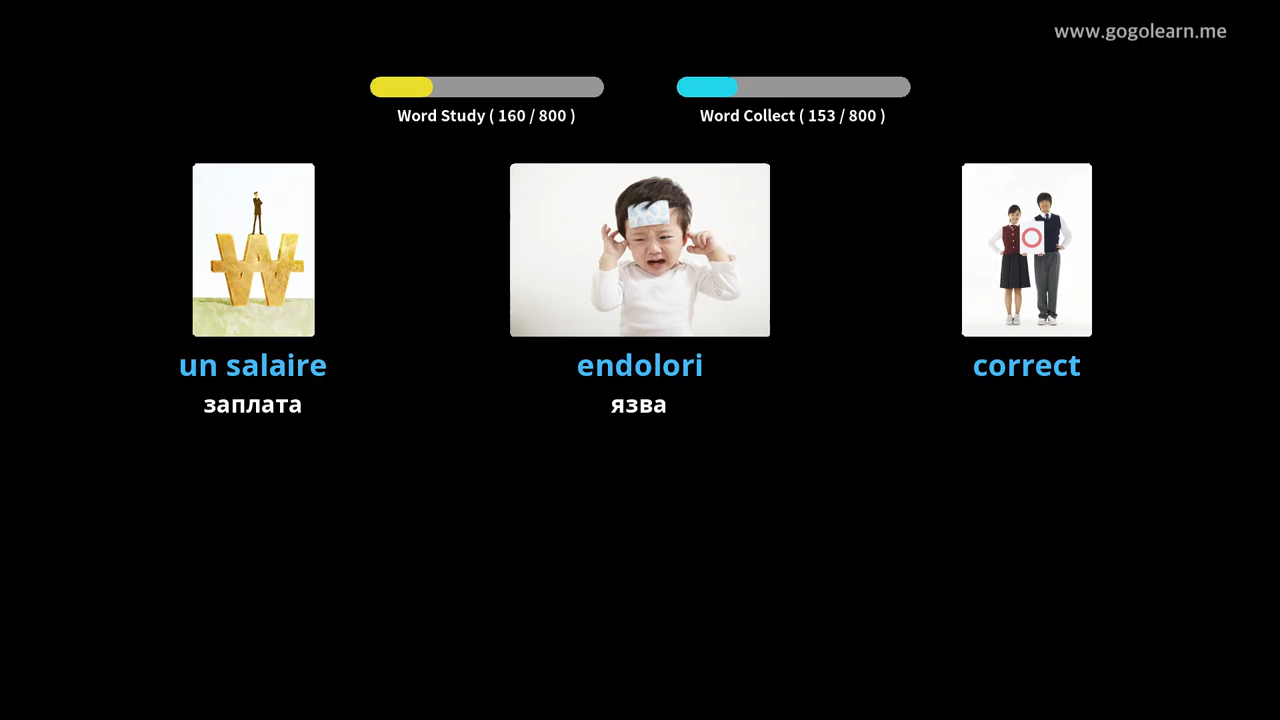 www.gogolearn.me
Word Study ( 160 / 800 )
Word Collect ( 153 / 800 )
un salaire
endolori
correct
заплата
язва